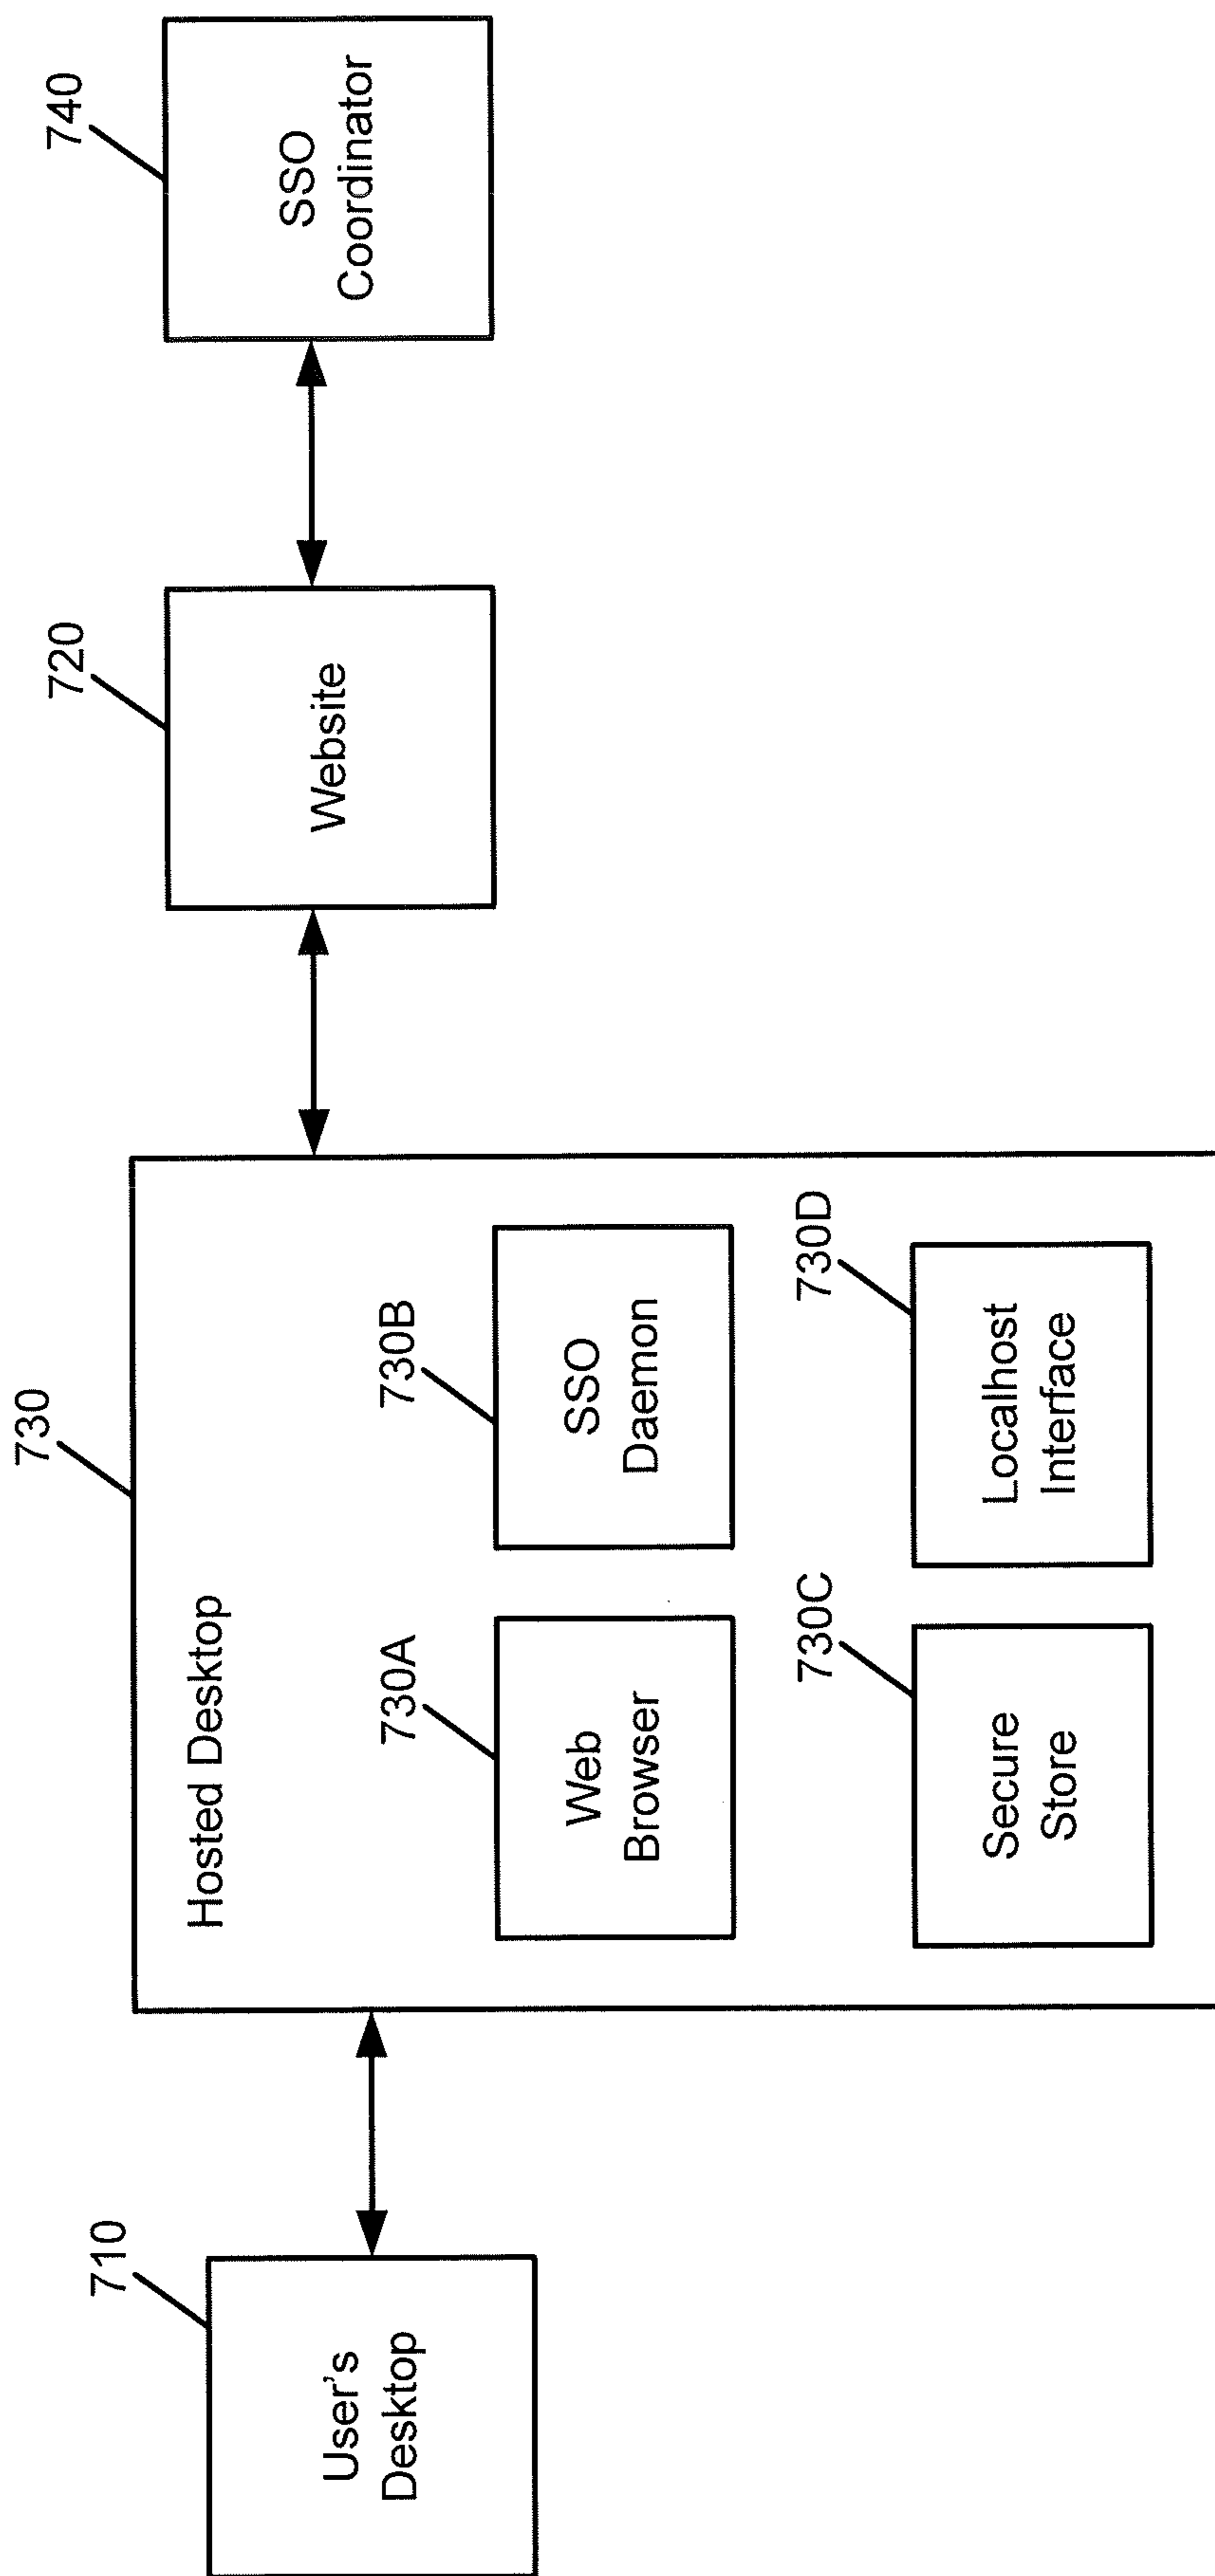 710
User's
Desktop
730
Hosted Desktop
730A
Web
Browser
730B
SSO
Daemon
730C
Secure
Store
730D
Localhost
Interface
720
Website
740
SSO
Coordinator